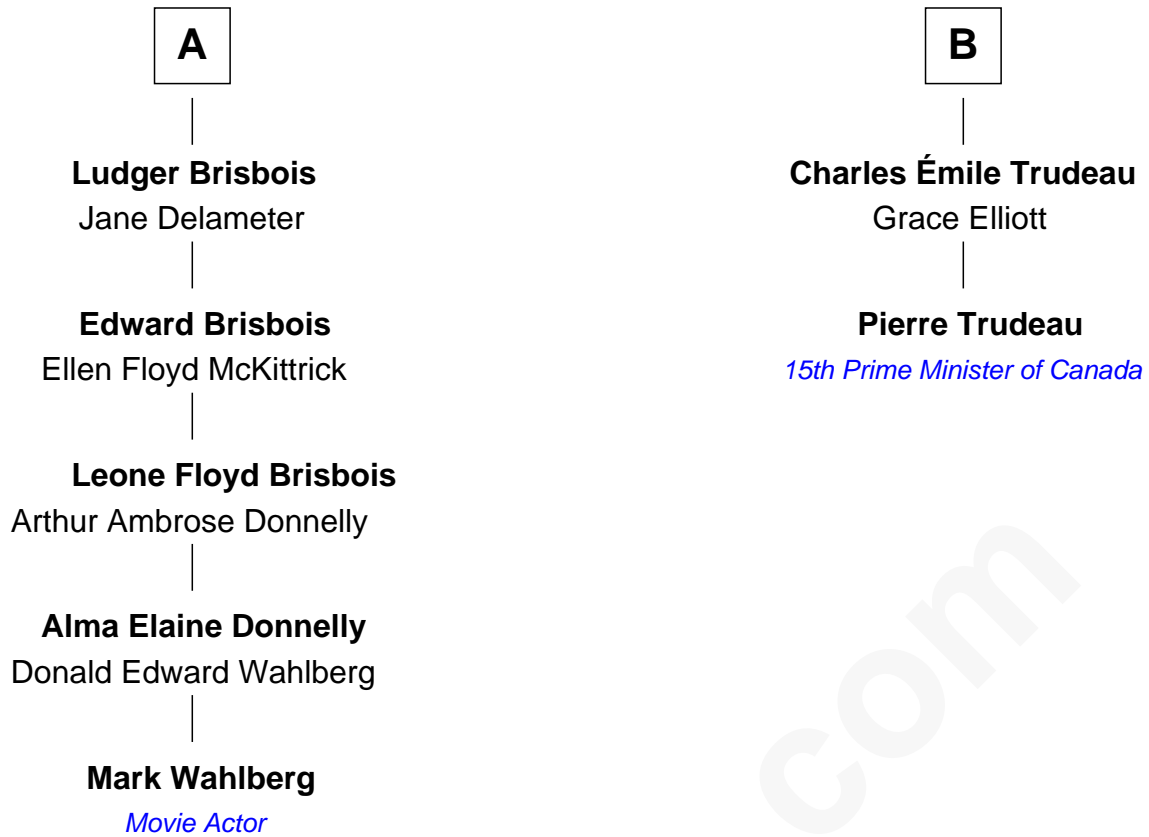 A
Ludger Brisbois
Jane Delameter
Edward Brisbois
Ellen Floyd McKittrick
Leone Floyd Brisbois
Arthur Ambrose Donnelly
Alma Elaine Donnelly
Donald Edward Wahlberg
Mark Wahlberg
Movie Actor
B
Charles Émile Trudeau
Grace Elliott
Pierre Trudeau
15th Prime Minister of Canada
com